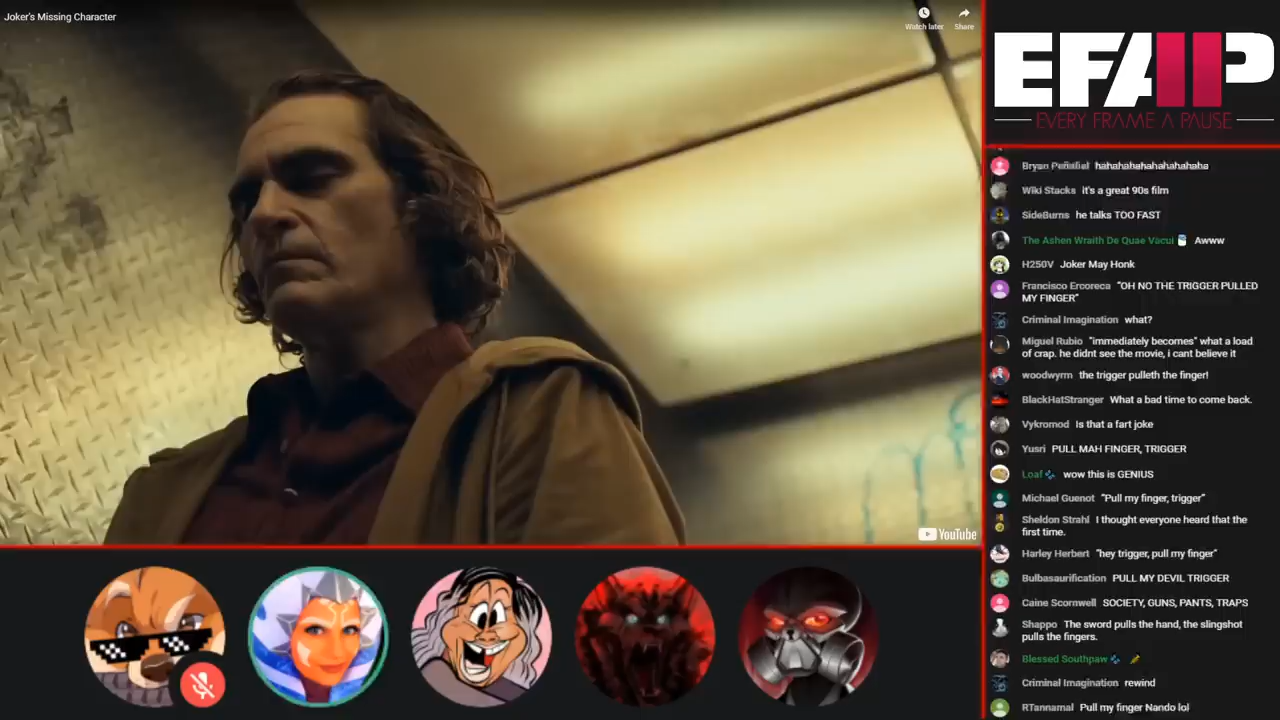 Joker's Missing Character
Watch later
Share
YouTube
EFAP
EVERY FRAME A PAUSE
Bryan Peñafial hahahahahahahahahaha
Wiki Stacks it's a great 90s film
SideBurns he talks TOO FAST
The Ashen Wraith De Quae Vacui Awww
H250V Joker May Honk
Francisco Ercoreca "OH NO THE TRIGGER PULLED
MY FINGER"
Criminal Imagination what?
Miguel Rubio "immediately becomes" what a load
of crap. he didnt see the movie, i cant believe it
woodwyrm the trigger pulleth the finger!
BlackHatStranger What a bad time to come back.
Vykromod Is that a fart joke
Yusri PULL MAH FINGER, TRIGGER
Loaf wow this is GENIUS
Michael Guenot "Pull my finger, trigger"
Sheldon Strahl I thought everyone heard that the
first time.
Harley Herbert "hey trigger, pull my finger"
Bulbasaurification PULL MY DEVIL TRIGGER
Caine Scornwell SOCIETY, GUNS, PANTS, TRAPS
Shappo The sword pulls the hand, the slingshot
pulls the fingers.
Blessed Southpaw
Criminal Imagination rewind
RTannamal Pull my finger Nando lol